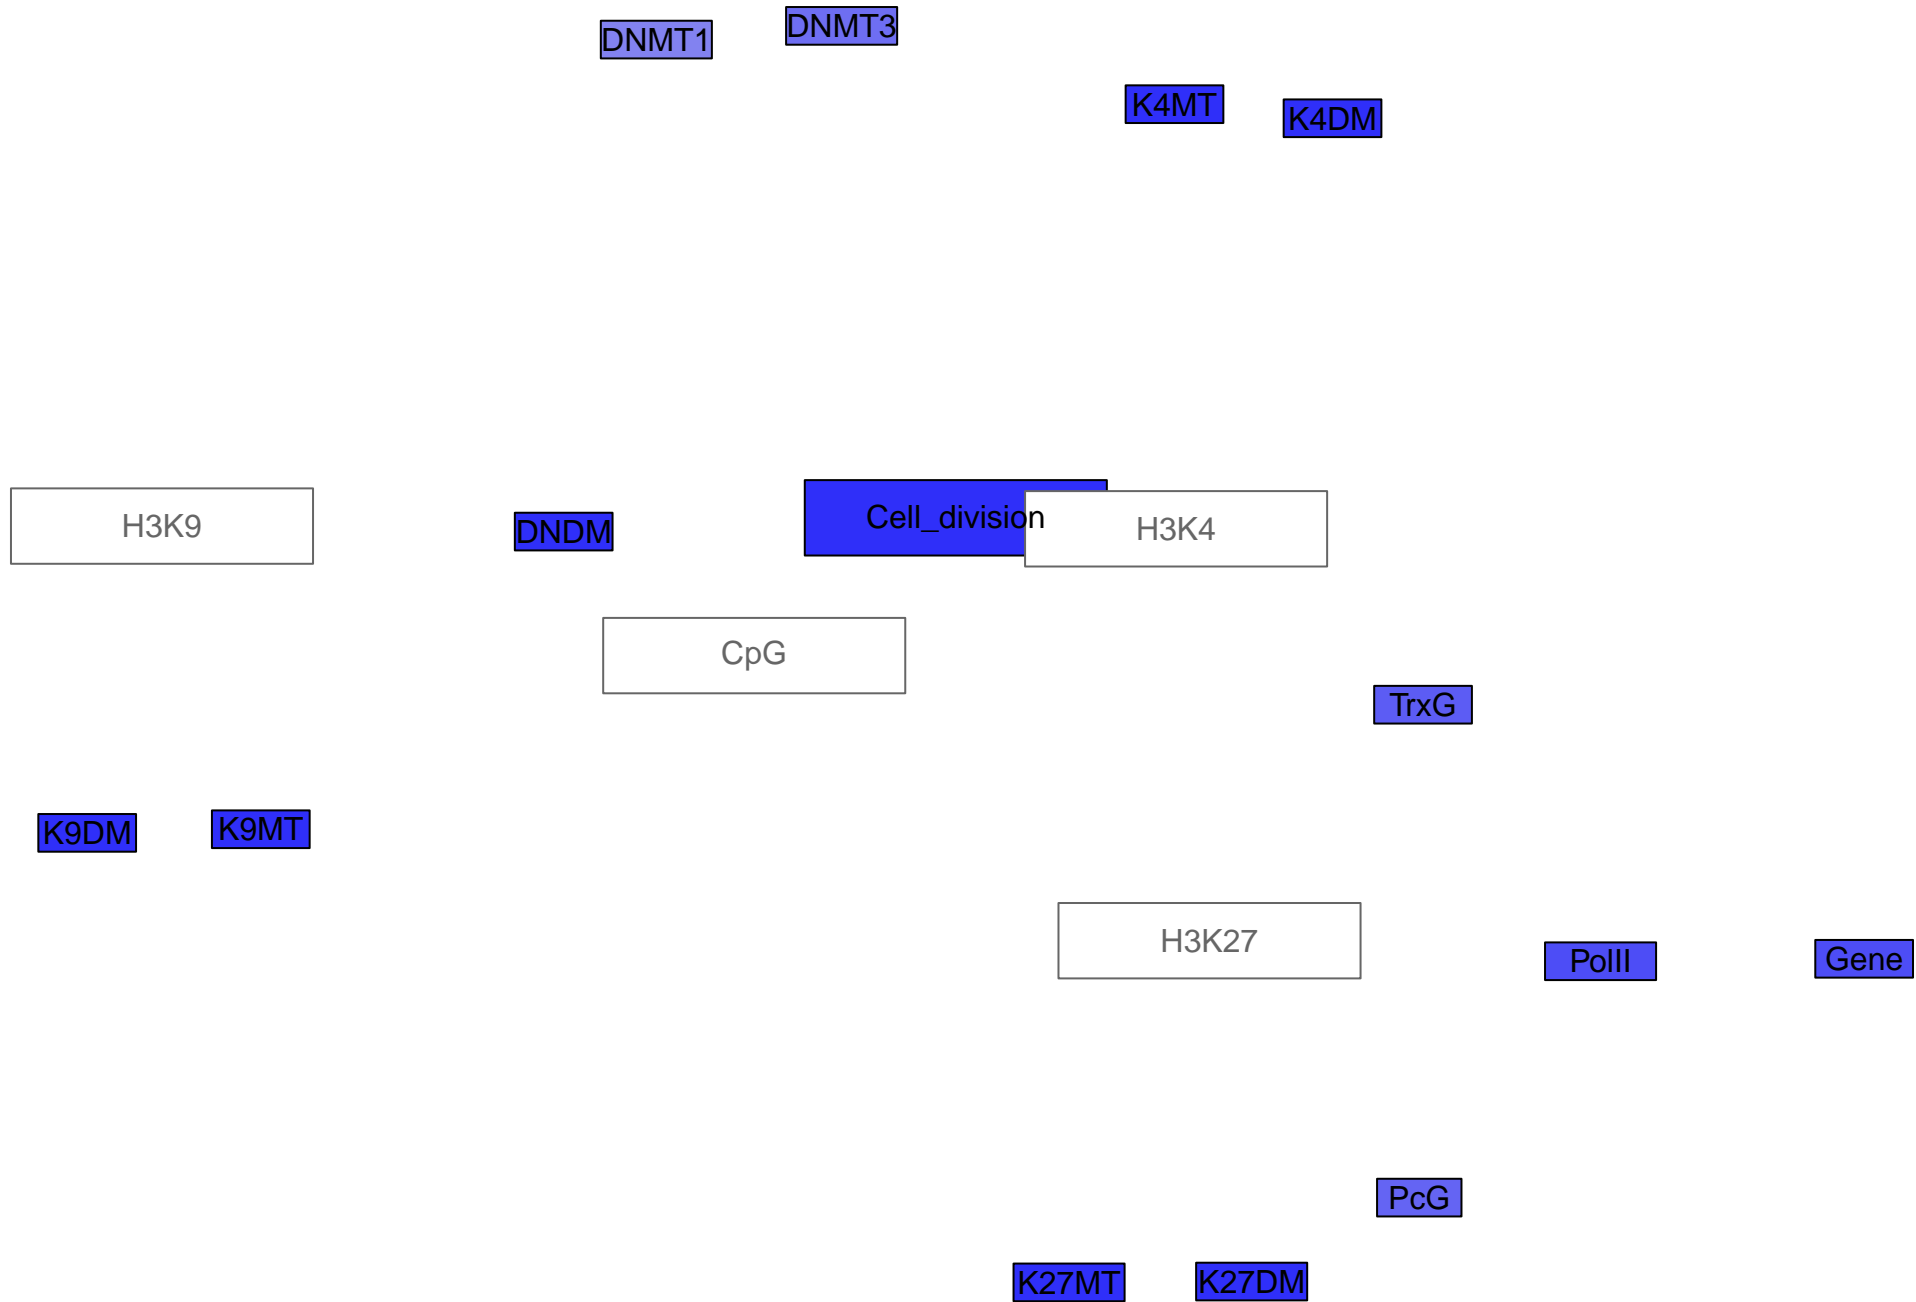 DNMT1
DNMT3
K4MT
K4DM
H3K9
DNDM
Cell_division
H3K4
CpG
TrxG
K9DM
K9MT
H3K27
PolII
Gene
PcG
K27MT
K27DM